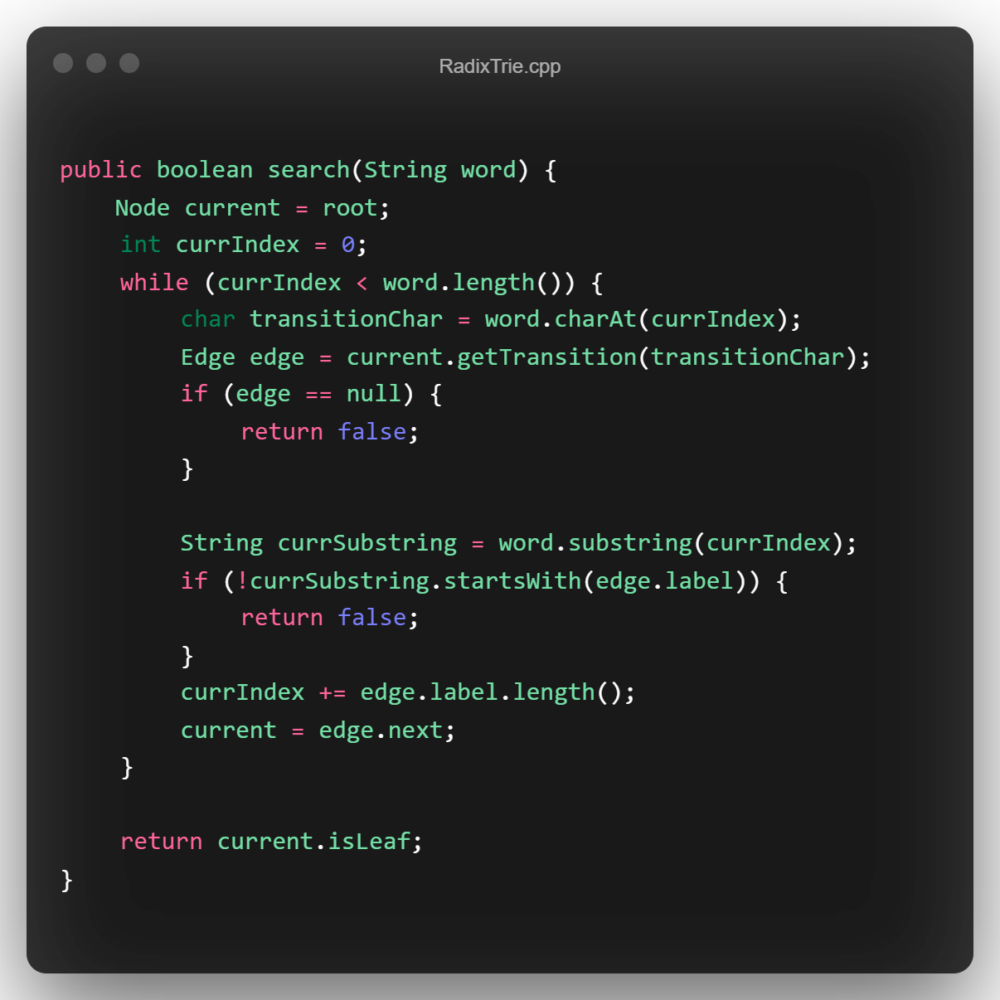 RadixTrie.cpp
public boolean search(String word) {
    Node current = root;
    int currIndex = 0;
    while (currIndex < word.length()) {
        char transitionChar = word.charAt(currIndex);
        Edge edge = current.getTransition(transitionChar);
        if (edge == null) {
            return false;
        }
        String currSubstring = word.substring(currIndex);
        if (!currSubstring.startsWith(edge.label)) {
            return false;
        }
        currIndex += edge.label.length();
        current = edge.next;
    }
    return current.isLeaf;
}